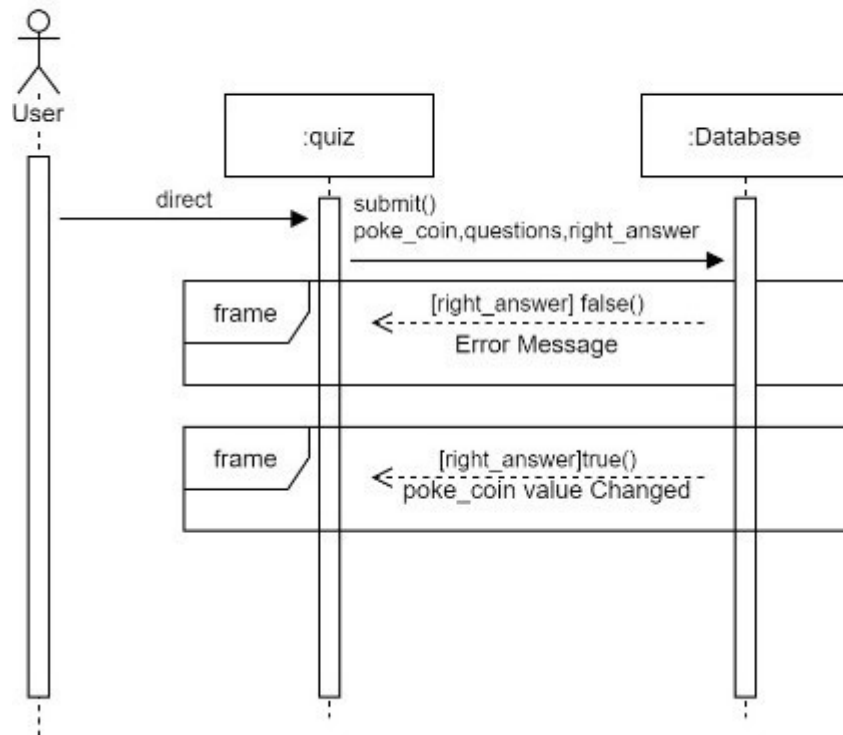 User
:quiz
:Database
direct
submit()
poke_coin,questions,right_answer
frame
[right_answer] false()
Error Message
frame
[right_answer]true()
poke_coin value Changed